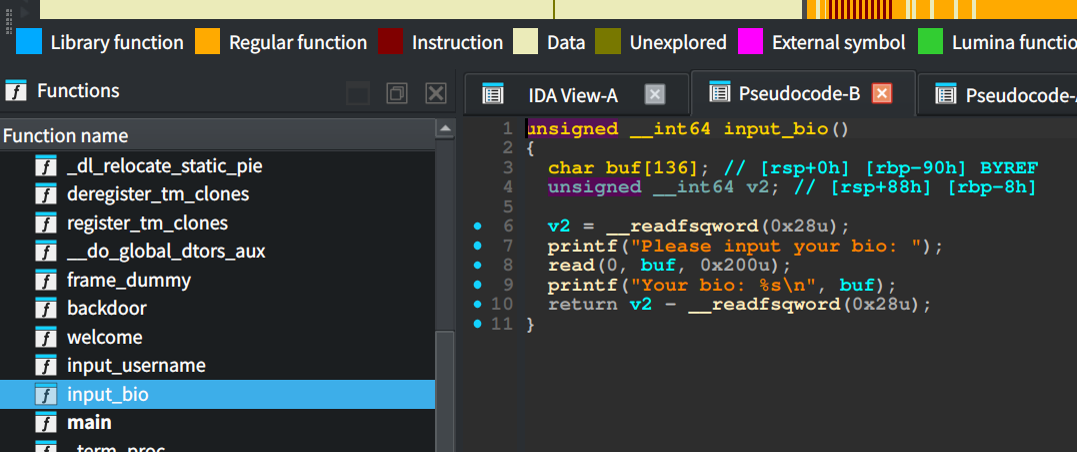 Library function Regular function Instruction Data Unexplored External symbol Lumina functio
Functions
IDA View-A Pseudocode-B Pseudocode-
Function name
_dl_relocate_static_pie
deregister_tm_clones
register_tm_clones
__do_global_dtors_aux
frame_dummy
backdoor
welcome
input_username
input_bio
main
_term_proc
1 unsigned __int64 input_bio()
2 {
3 char buf[136]; // [rsp+0h] [rbp-90h] BYREF
4 unsigned __int64 v2; // [rsp+88h] [rbp-8h]
5
6 v2 = __readfsqword(0x28u);
7 printf("Please input your bio: ");
8 read(0, buf, 0x200u);
9 printf("Your bio: %s\n", buf);
10 return v2 - __readfsqword(0x28u);
11 }